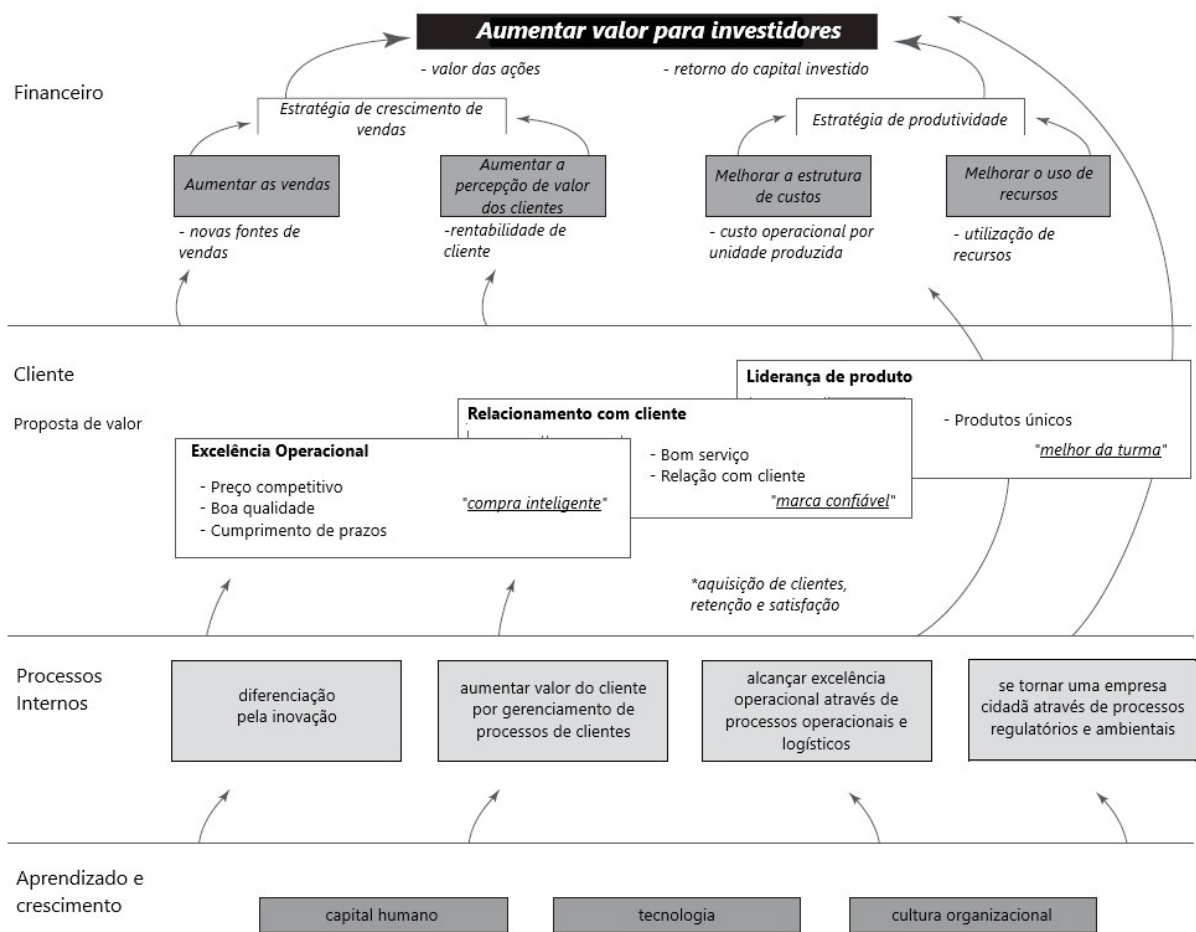 Aumentar valor para investidores
- valor das ações
- retorno do capital investido
Financeiro
Estratégia de crescimento de
vendas
Estratégia de produtividade
Aumentar as vendas
Aumentar a
percepção de valor
dos clientes
Melhorar a estrutura
de custos
Melhorar o uso de
recursos
- novas fontes de
vendas
-rentabilidade de
cliente
- custo operacional por
unidade produzida
- utilização de
recursos
Cliente
Proposta de valor
Liderança de produto
- Produtos únicos
"melhor da turma"
Relacionamento com cliente
- Bom serviço
- Relação com cliente
"marca confiável"
Excelência Operacional
- Preço competitivo
- Boa qualidade
- Cumprimento de prazos
"compra inteligente"
*aquisição de clientes,
retenção e satisfação
Processos
Internos
diferenciação
pela inovação
aumentar valor do cliente
por gerenciamento de
processos de clientes
alcançar excelência
operacional através de
processos operacionais e
logísticos
se tornar uma empresa
cidadã através de processos
regulatórios e ambientais
Aprendizado e
crescimento
capital humano
tecnologia
cultura organizacional